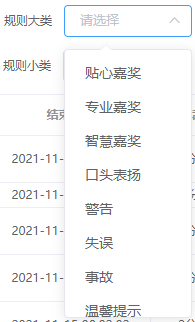 规则大类 请选择
规则小类
贴心嘉奖
专业嘉奖
结
智慧嘉奖
2021-11- 口头表扬
2021-11- 警告
2021-11- 失误
2021-11- 事故
温馨提示